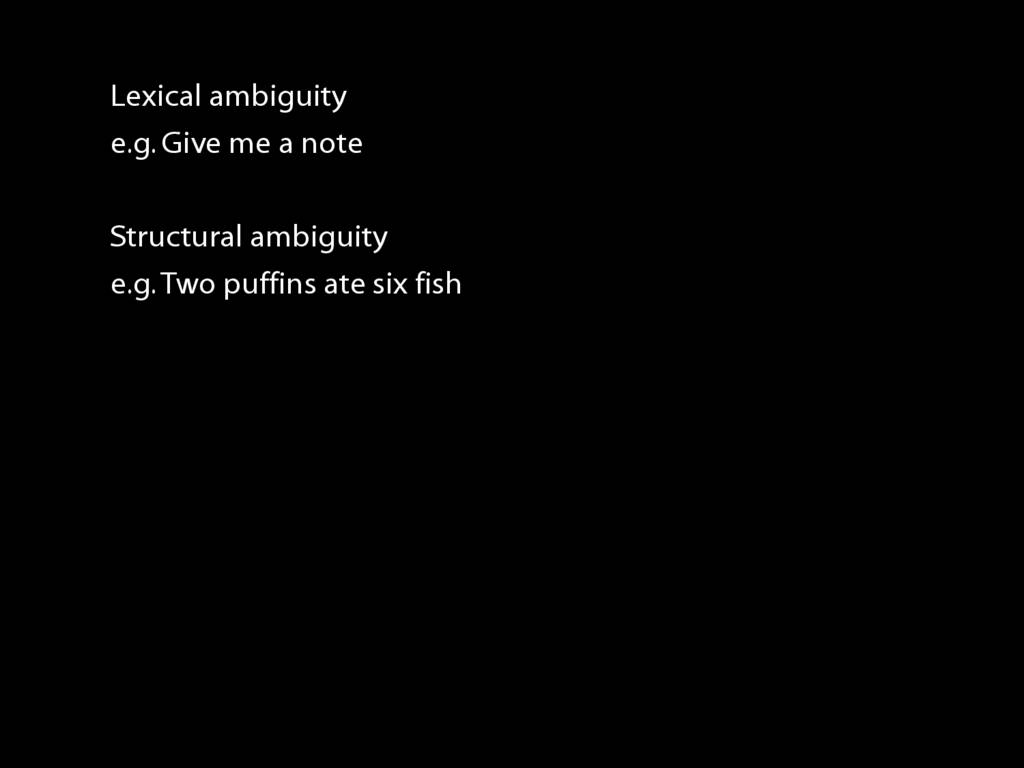 Lexical ambiguity
e.g. Give me a note
Structural ambiguity
e.g. Two puffins ate six fish